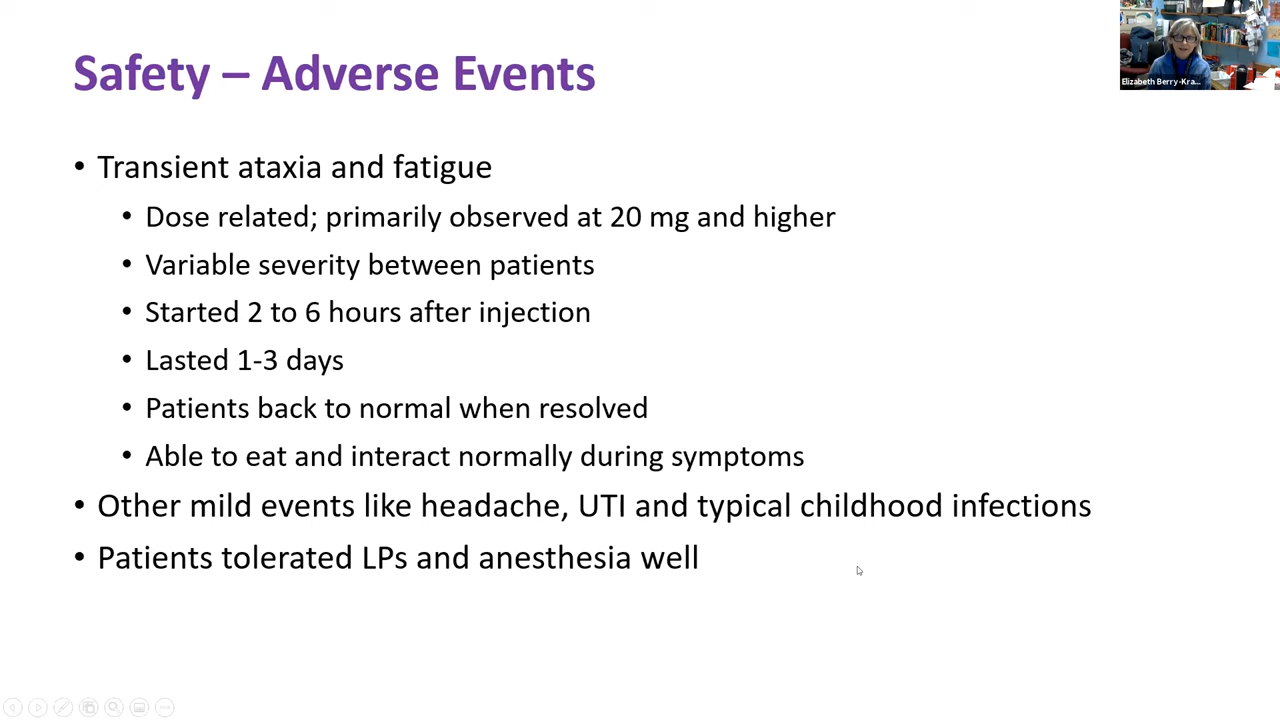 Safety – Adverse Events
Elizabeth Berry-Kra...
• Transient ataxia and fatigue
• Dose related; primarily observed at 20 mg and higher
• Variable severity between patients
• Started 2 to 6 hours after injection
• Lasted 1-3 days
• Patients back to normal when resolved
• Able to eat and interact normally during symptoms
• Other mild events like headache, UTI and typical childhood infections
• Patients tolerated LPs and anesthesia well